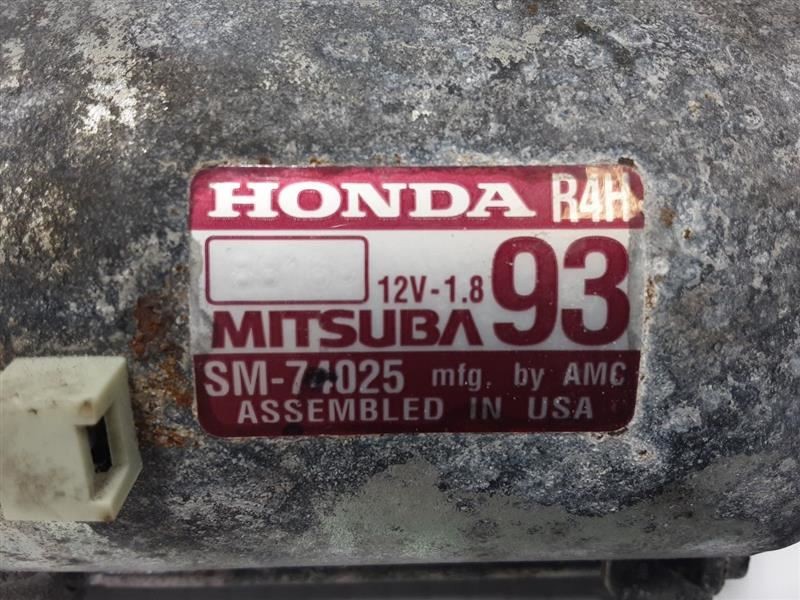 HONDA R4H
12V-1.8 93
MITSUBA
SM-74025 mfg. by AMC
ASSEMBLED IN USA